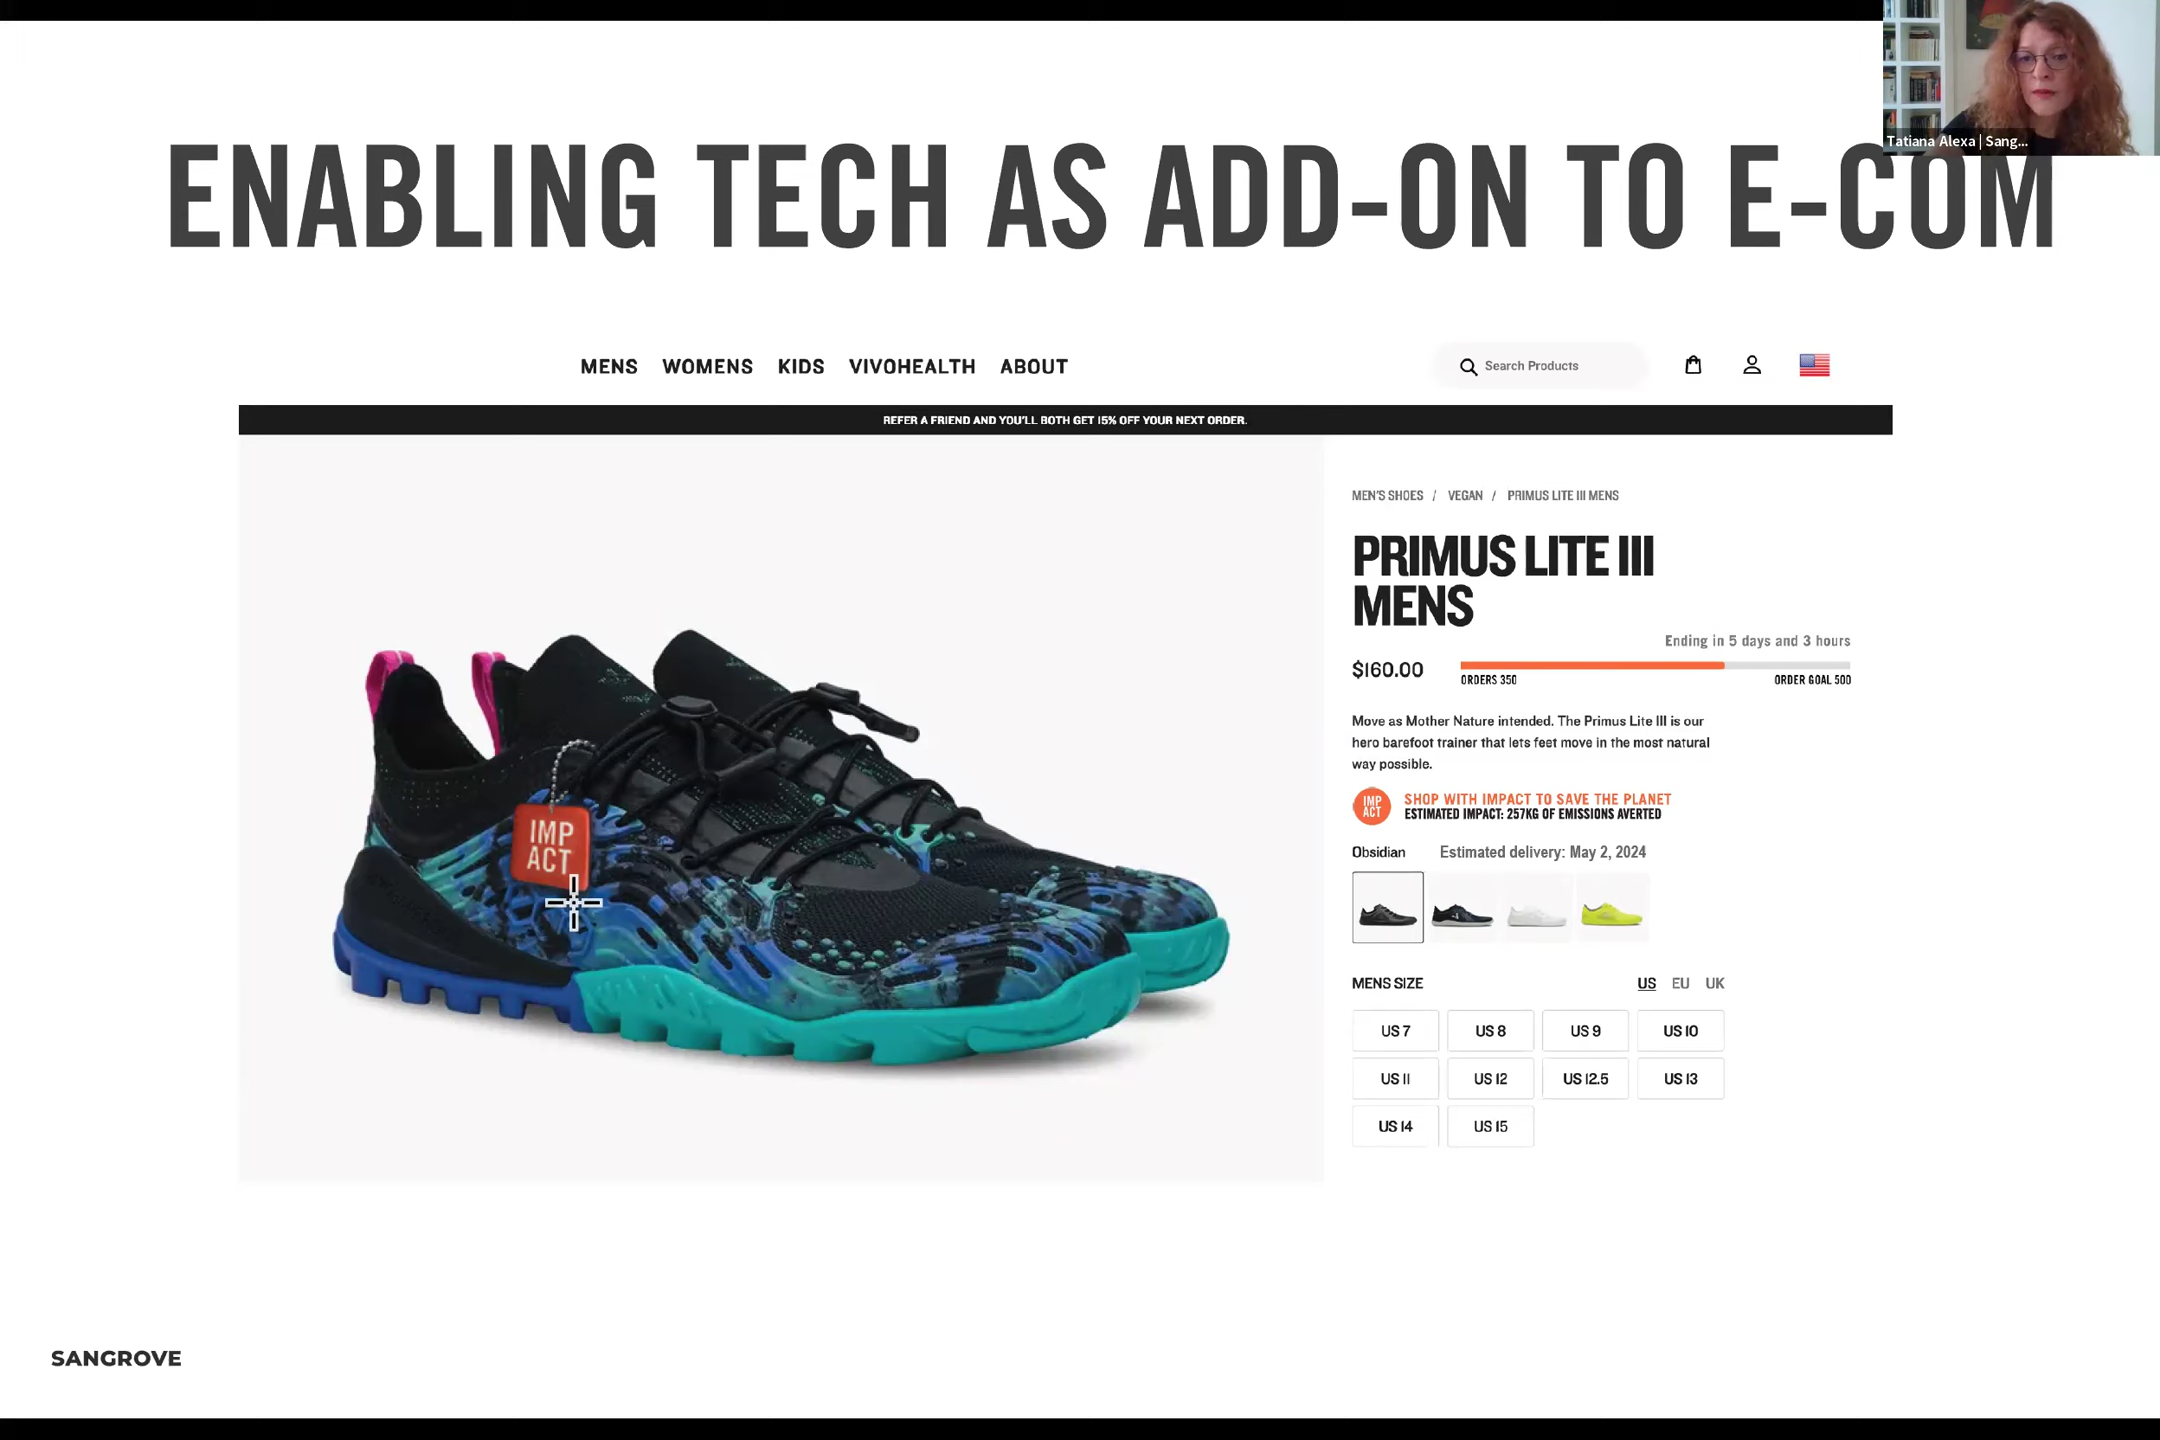 ENABLING TECH AS ADD-ON TO E-COM
Tatiana Alexa | Sang...
MENS WOMENS KIDS VIVOHEALTH ABOUT
Search Products
REFER A FRIEND AND YOU'LL BOTH GET 15% OFF YOUR NEXT ORDER.
MEN'S SHOES / VEGAN / PRIMUS LITE III MENS
PRIMUS LITE III
MENS
Ending in 5 days and 3 hours
$160.00
ORDERS 350 ORDER GOAL 500
Move as Mother Nature intended. The Primus Lite III is our
hero barefoot trainer that lets feet move in the most natural
way possible.
IMP
ACT
SHOP WITH IMPACT TO SAVE THE PLANET
ESTIMATED IMPACT: 257KG OF EMISSIONS AVERTED
IMP
ACT
Obsidian Estimated delivery: May 2, 2024
MENS SIZE US EU UK
US 7 US 8 US 9 US 10
US 11 US 12 US 12.5 US 13
US 14 US 15
SANGROVE